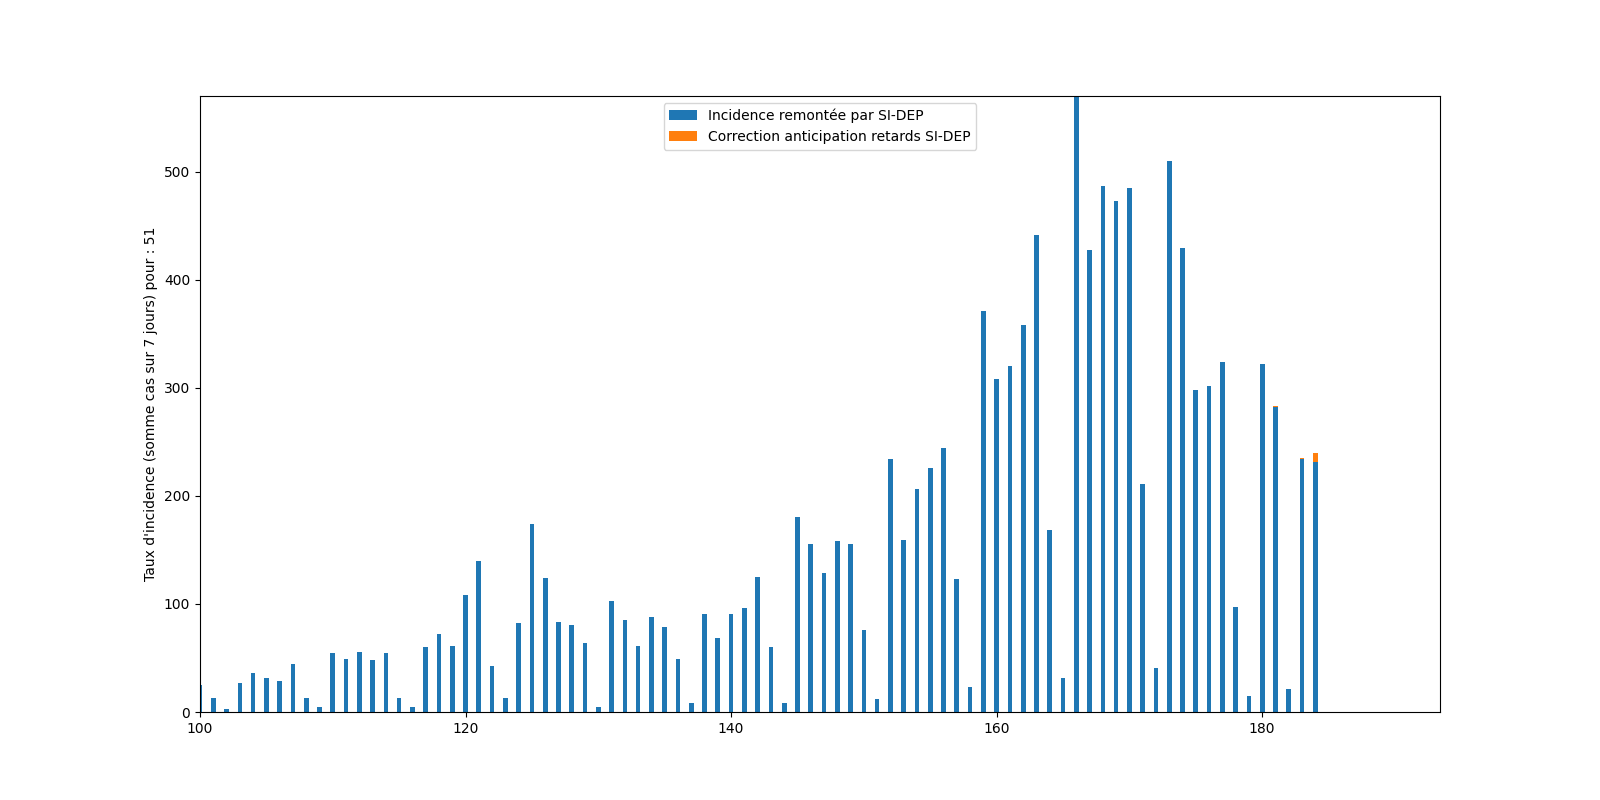 Incidence remontée par SI-DEP
Correction anticipation retards SI-DEP
Taux d'incidence (somme cas sur 7 jours) pour : 51
500
400
300
200
100
0
100 120 140 160 180